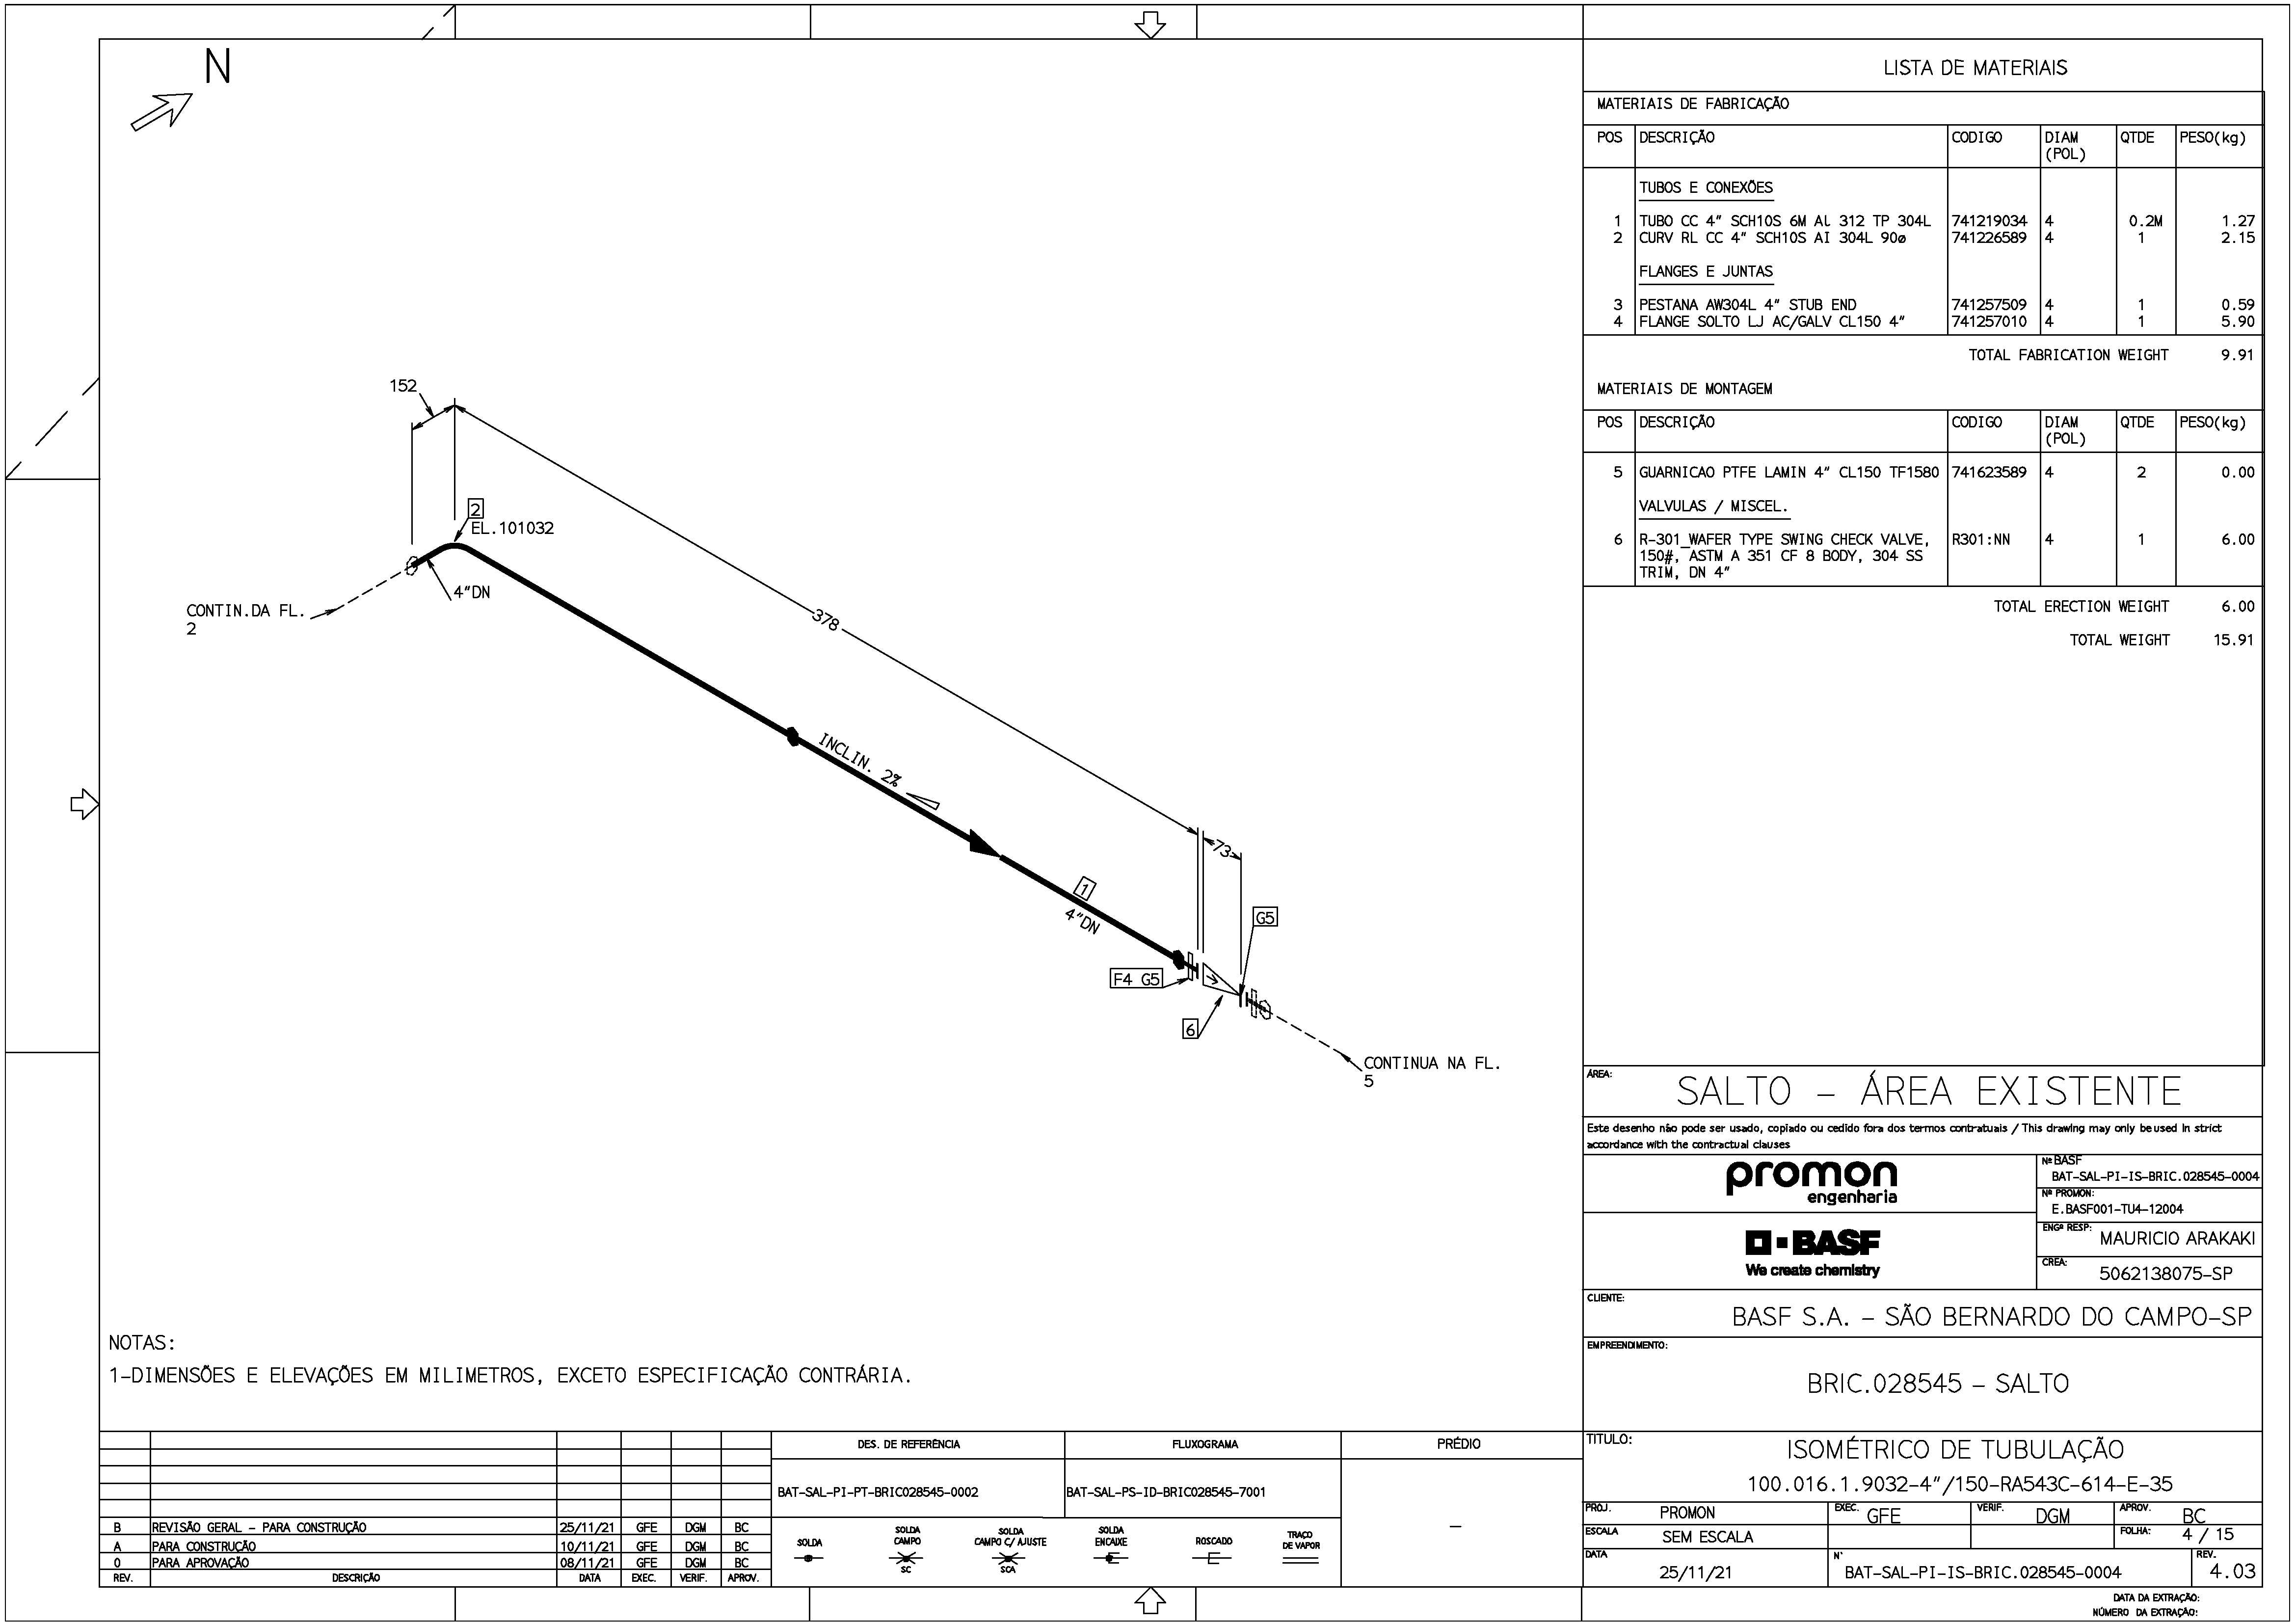 N
152
2
EL.101032
4"DN
CONTIN.DA FL.
2
378
INCLIN. 2%
73
1
4"DN
G5
F4 G5
6
CONTINUA NA FL.
5
NOTAS:
1-DIMENSÕES E ELEVAÇÕES EM MILIMETROS, EXCETO ESPECIFICAÇÃO CONTRÁRIA.
LISTA DE MATERIAIS
MATERIAIS DE FABRICAÇÃO
POS DESCRIÇÃO CODIGO DIAM (POL) QTDE PESO(kg)
TUBOS E CONEXÕES
1 TUBO CC 4" SCH10S 6M AL 312 TP 304L 741219034 4 0.2M 1.27
2 CURV RL CC 4" SCH10S AI 304L 90ø 741226589 4 1 2.15
FLANGES E JUNTAS
3 PESTANA AW304L 4" STUB END 741257509 4 1 0.59
4 FLANGE SOLTO LJ AC/GALV CL150 4" 741257010 4 1 5.90
TOTAL FABRICATION WEIGHT 9.91
MATERIAIS DE MONTAGEM
POS DESCRIÇÃO CODIGO DIAM (POL) QTDE PESO(kg)
5 GUARNICAO PTFE LAMIN 4" CL150 TF1580 741623589 4 2 0.00
VALVULAS / MISCEL.
6 R-301_WAFER TYPE SWING CHECK VALVE, R301:NN 4 1 6.00
150#, ASTM A 351 CF 8 BODY, 304 SS
TRIM, DN 4"
TOTAL ERECTION WEIGHT 6.00
TOTAL WEIGHT 15.91
ÁREA:
SALTO - ÁREA EXISTENTE
Este desenho não pode ser usado, copiado ou cedido fora dos termos contratuais / This drawing may only be used in strict
accordance with the contractual clauses
promon
engenharia
Nº BASF
BAT-SAL-PI-IS-BRIC.028545-0004
Nº PROMON:
E.BASF001-TU4-12004
BASF
We create chemistry
ENGº RESP: MAURICIO ARAKAKI
CREA: 5062138075-SP
CLIENTE:
BASF S.A. - SÃO BERNARDO DO CAMPO-SP
EMPREENDIMENTO:
BRIC.028545 - SALTO
TITULO:
ISOMÉTRICO DE TUBULAÇÃO
100.016.1.9032-4"/150-RA543C-614-E-35
PROJ. PROMON EXEC. GFE VERIF. DGM APROV. BC
ESCALA SEM ESCALA FOLHA: 4 / 15
DATA 25/11/21 N° BAT-SAL-PI-IS-BRIC.028545-0004 REV. 4.03
DATA DA EXTRAÇÃO:
NÚMERO DA EXTRAÇÃO:
B REVISÃO GERAL - PARA CONSTRUÇÃO 25/11/21 GFE DGM BC
A PARA CONSTRUÇÃO 10/11/21 GFE DGM BC
0 PARA APROVAÇÃO 08/11/21 GFE DGM BC
REV. DESCRIÇÃO DATA EXEC. VERIF. APROV.
DES. DE REFERÊNCIA FLUXOGRAMA PRÉDIO
BAT-SAL-PI-PT-BRIC028545-0002 BAT-SAL-PS-ID-BRIC028545-7001 -
SOLDA
SOLDA CAMPO
SC
SOLDA CAMPO C/ AJUSTE
SCA
SOLDA ENCAIXE
ROSCADO
TRAÇO DE VAPOR